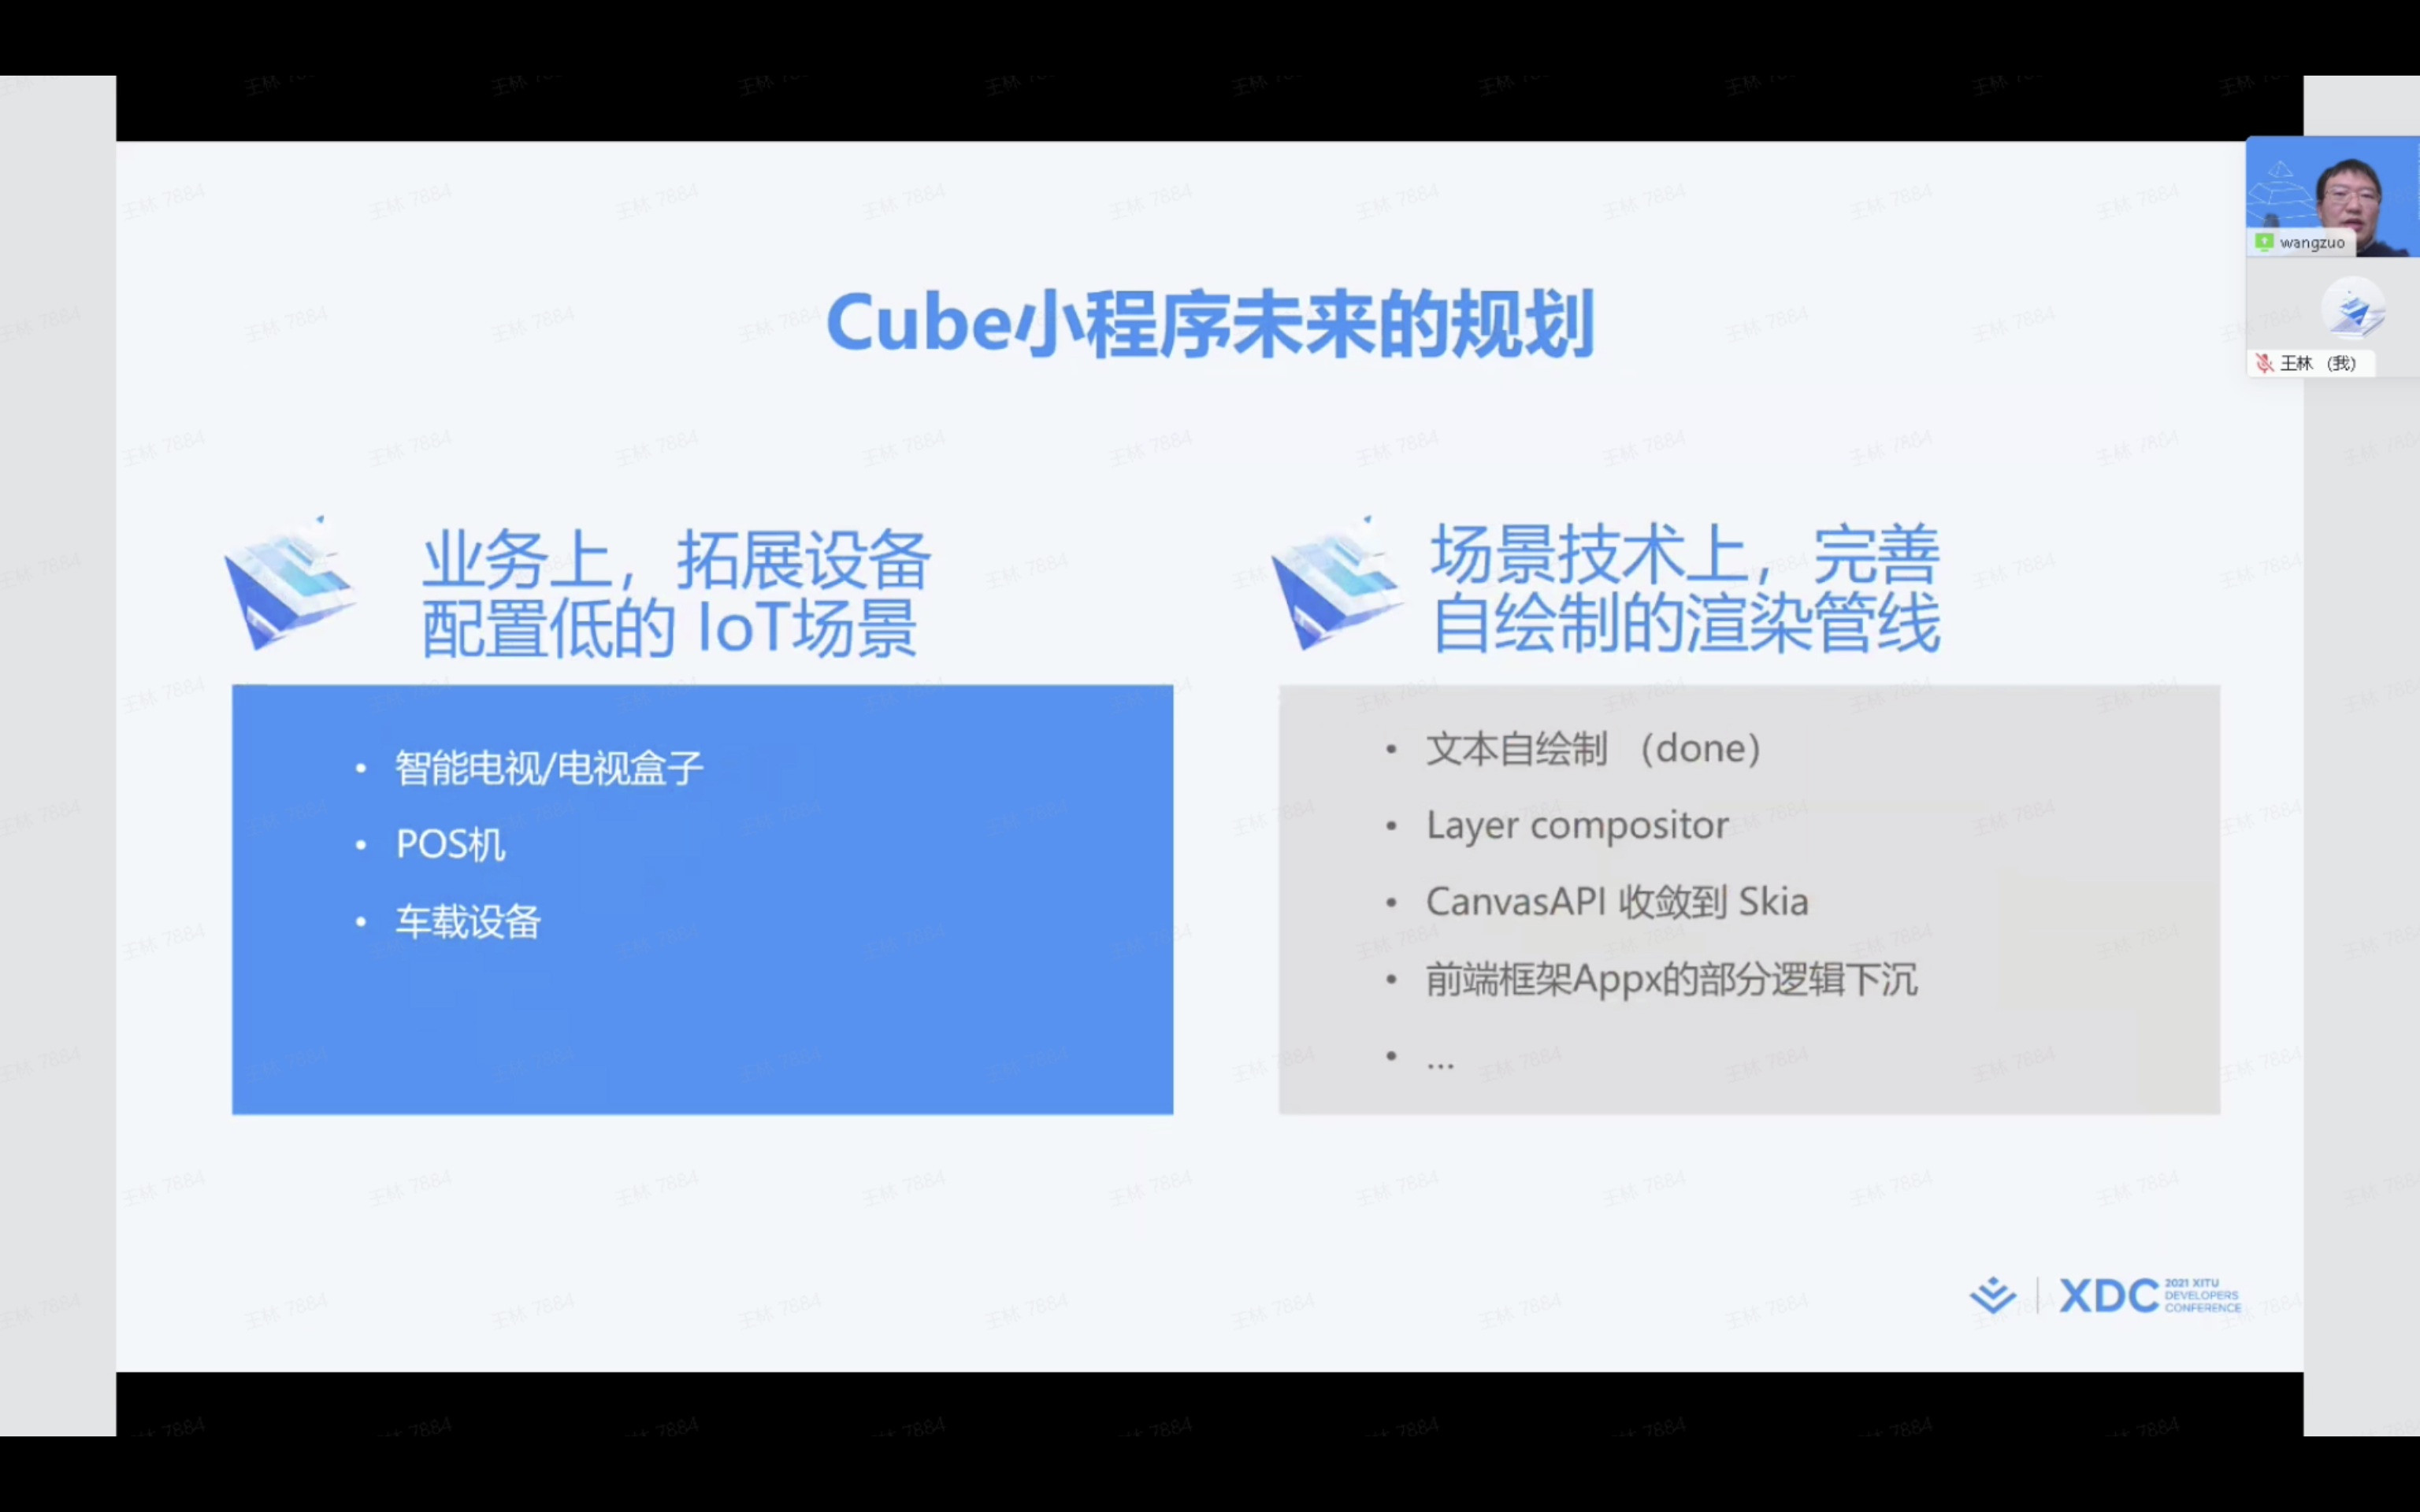 Cube小程序未来的规划
业务上，拓展设备
配置低的 IoT场景
• 智能电视/电视盒子
• POS机
• 车载设备
场景技术上，完善
自绘制的渲染管线
• 文本自绘制 （done）
• Layer compositor
• CanvasAPI 收敛到 Skia
• 前端框架Appx的部分逻辑下沉
• ...
wangzuo
王林 （我）
XDC
2021 XITU
DEVELOPERS
CONFERENCE
王林 7884